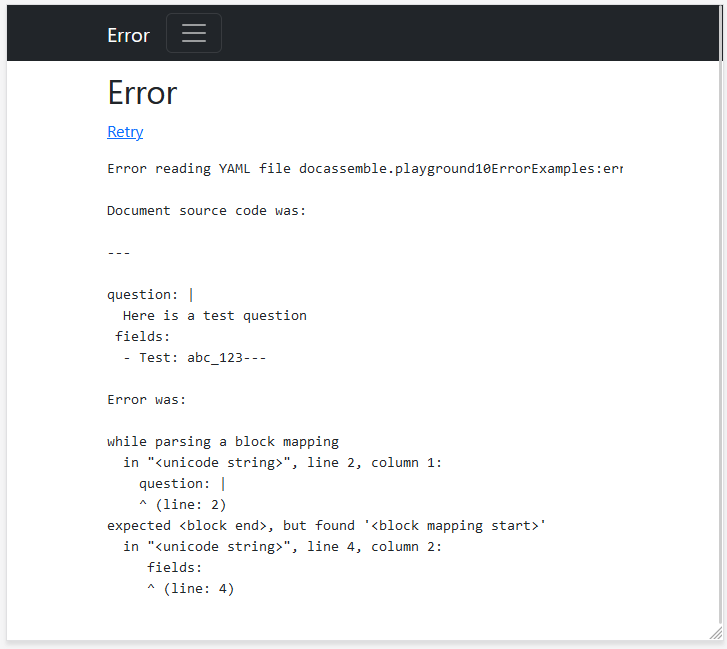 Error
Error
Retry
Error reading YAML file docassemble.playground10ErrorExamples:err
Document source code was:
---
question: |
  Here is a test question
 fields:
  - Test: abc_123---
Error was:
while parsing a block mapping
  in "<unicode string>", line 2, column 1:
    question: |
    ^ (line: 2)
expected <block end>, but found '<block mapping start>'
  in "<unicode string>", line 4, column 2:
     fields:
     ^ (line: 4)